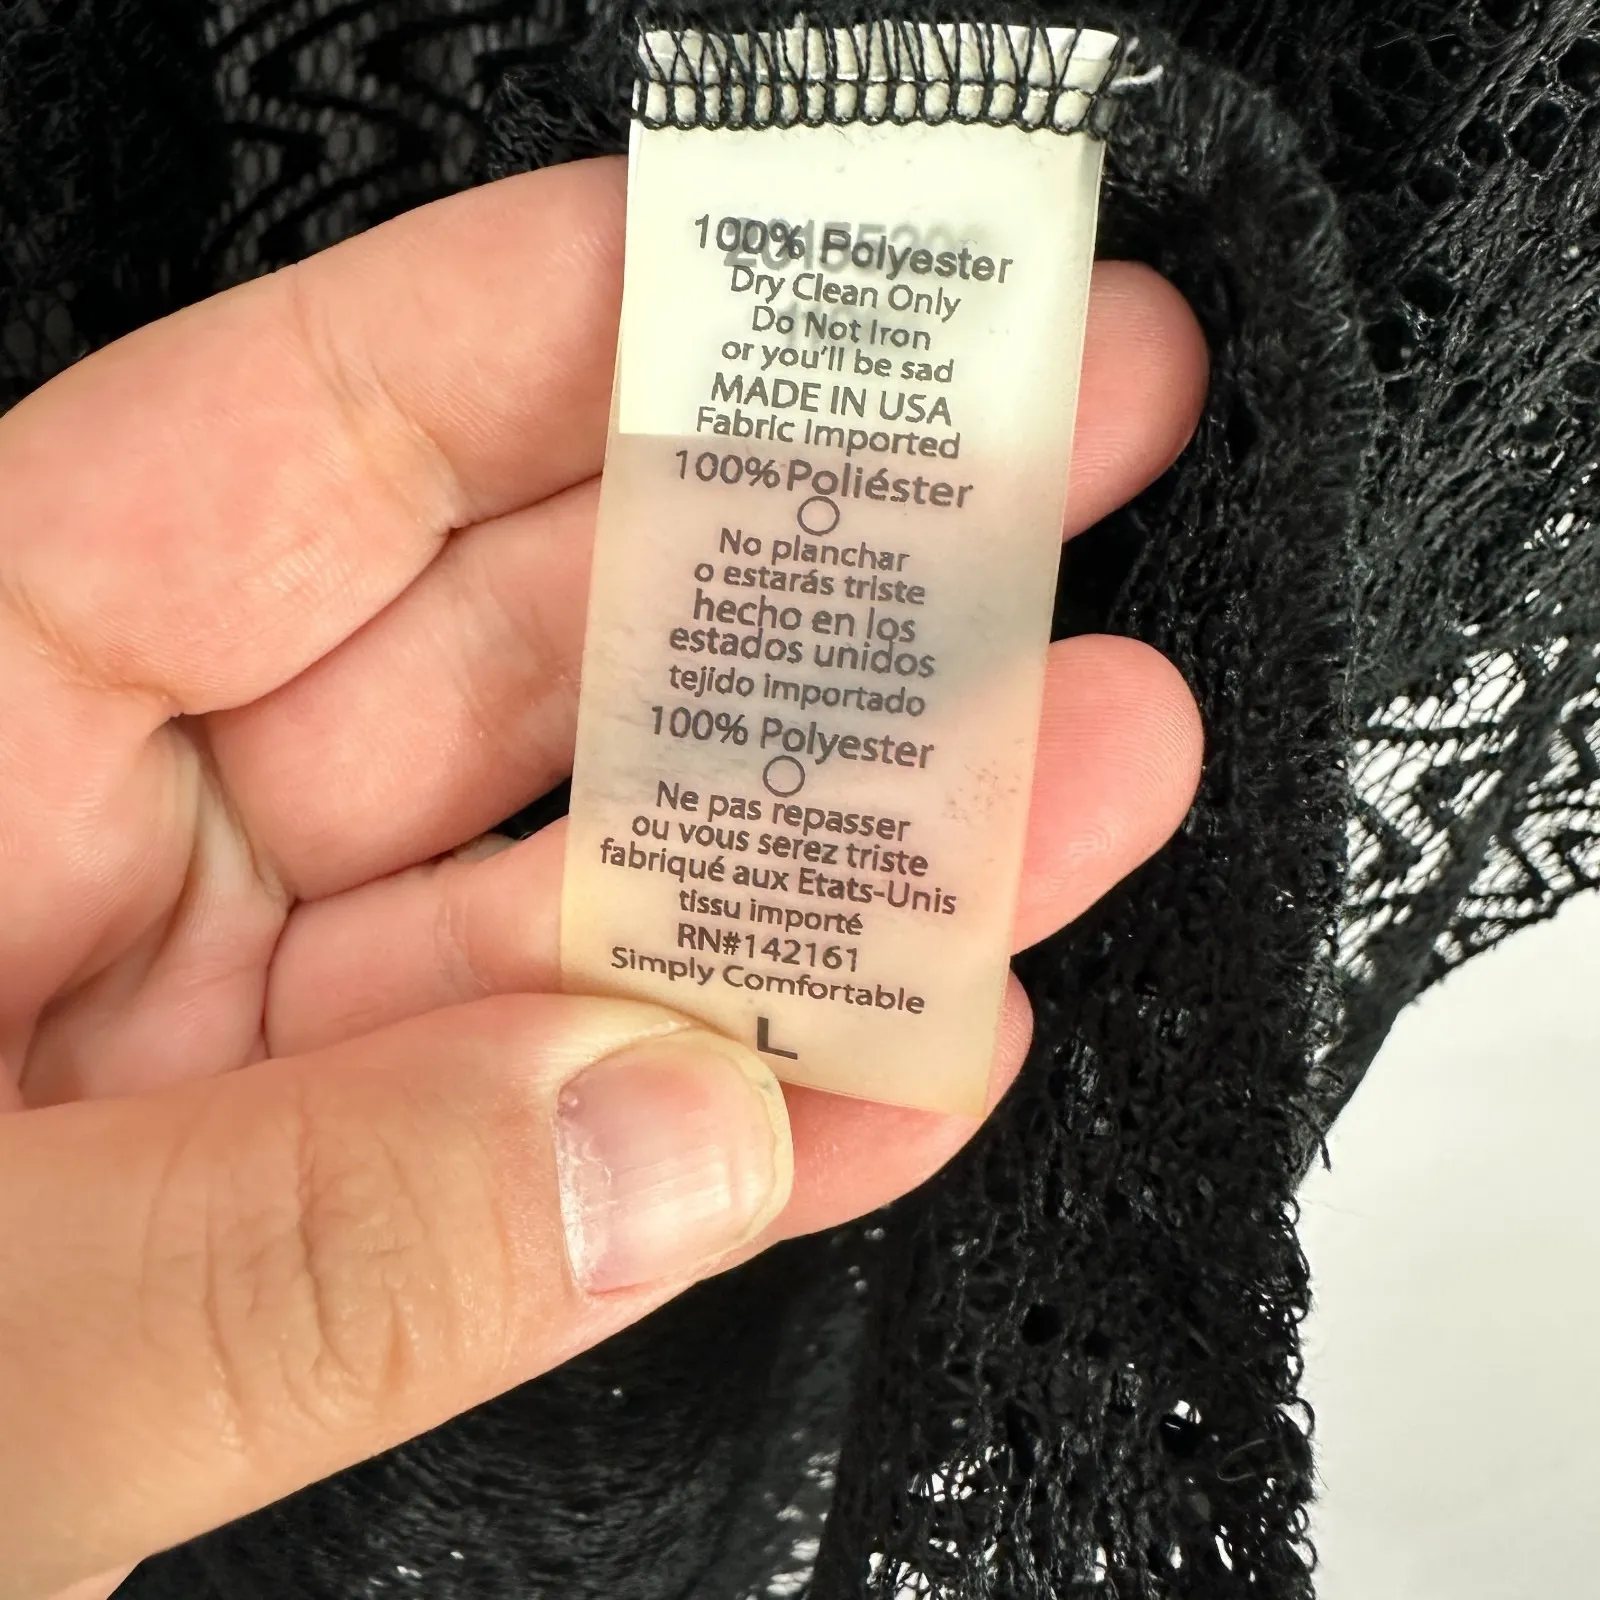 100% Polyester
Dry Clean Only
Do Not Iron
or you'll be sad
MADE IN USA
Fabric Imported
100% Poliéster
No planchar
o estarás triste
hecho en los
estados unidos
tejido importado
100% Polyester
Ne pas repasser
ou vous serez triste
fabriqué aux Etats-Unis
tissu importé
RN#142161
Simply Comfortable
L